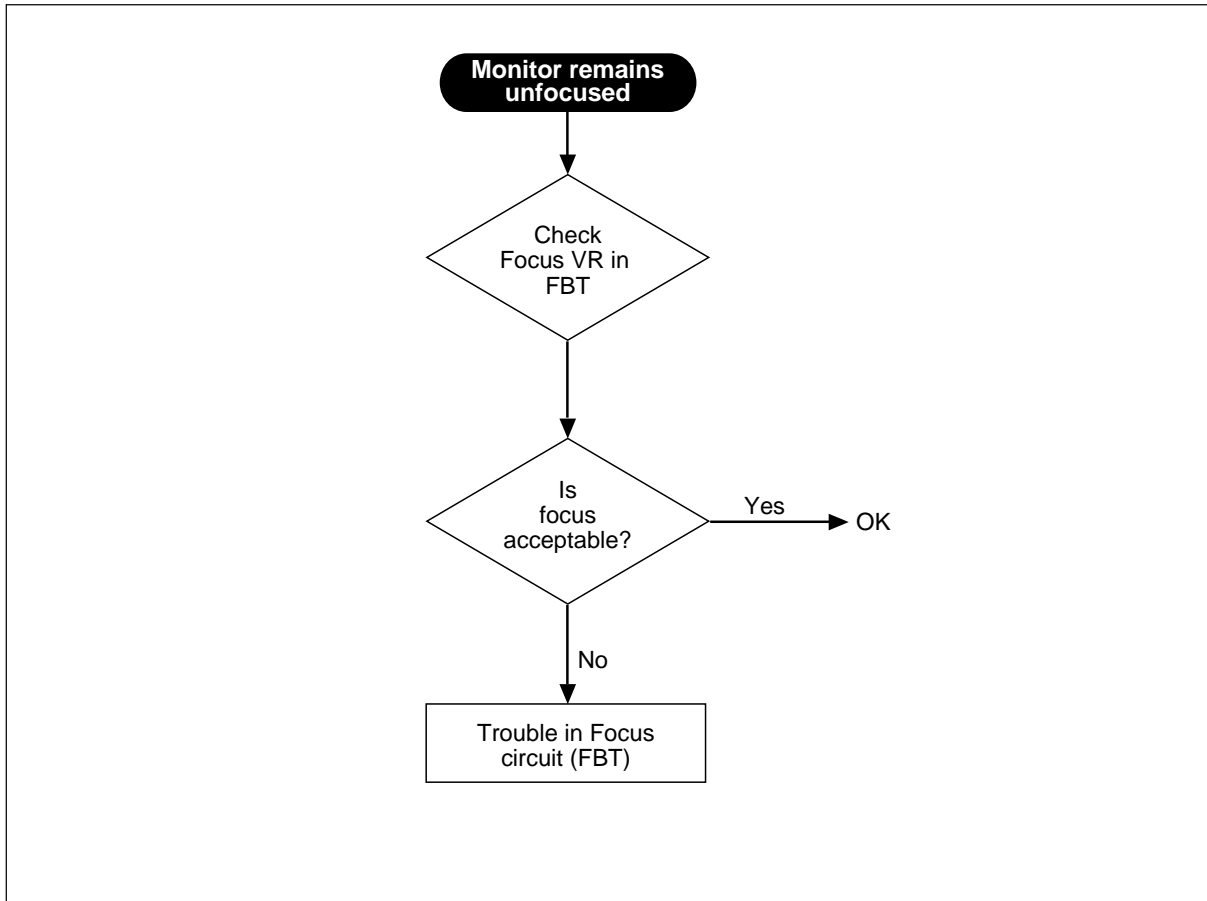 Monitor remains
unfocused
Check
Focus VR in
FBT
Is
focus
acceptable?
Yes
OK
No
Trouble in Focus
circuit (FBT)